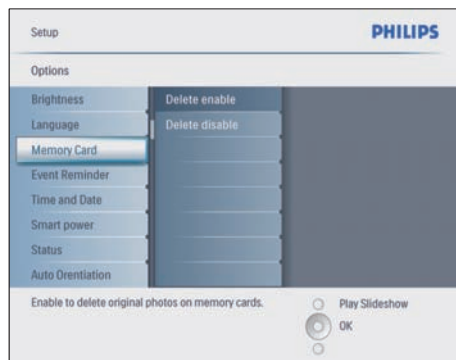 Setup
PHILIPS
Options
Brightness
Delete enable
Language
Delete disable
Memory Card
Event Reminder
Time and Date
Smart power
Status
Auto Orentiation
Enable to delete original photos on memory cards.
Play Slideshow
OK